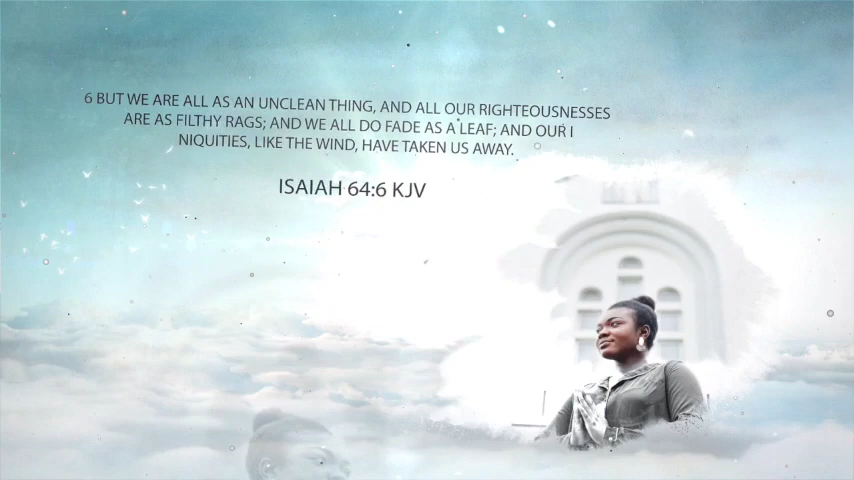 6 BUT WE ARE ALL AS AN UNCLEAN THING, AND ALL OUR RIGHTEOUSNESSES
ARE AS FILTHY RAGS; AND WE ALL DO FADE AS A LEAF; AND OUR I
NIQUITIES, LIKE THE WIND, HAVE TAKEN US AWAY.
ISAIAH 64:6 KJV